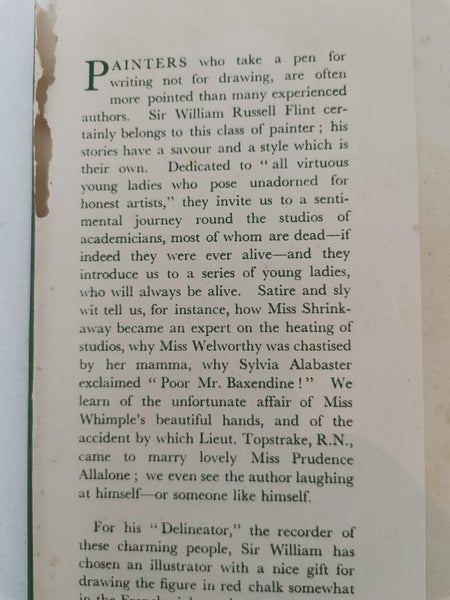 PAINTERS who take a pen for
writing not for drawing, are often
more pointed than many experienced
authors. Sir William Russell Flint cer-
tainly belongs to this class of painter ; his
stories have a savour and a style which is
their own. Dedicated to “ all virtuous
young ladies who pose unadorned for
honest artists,” they invite us to a senti-
mental journey round the studios of
academicians, most of whom are dead—if
indeed they were ever alive—and they
introduce us to a series of young ladies,
who will always be alive. Satire and sly
wit tell us, for instance, how Miss Shrink-
away became an expert on the heating of
studios, why Miss Welworthy was chastised
by her mamma, why Sylvia Alabaster
exclaimed “ Poor Mr. Baxendine ! ” We
learn of the unfortunate affair of Miss
Whimple’s beautiful hands, and of the
accident by which Lieut. Topstrake, R.N.,
came to marry lovely Miss Prudence
Allalone ; we even see the author laughing
at himself—or someone like himself.
For his “ Delineator,” the recorder of
these charming people, Sir William has
chosen an illustrator with a nice gift for
drawing the figure in red chalk somewhat
in the French